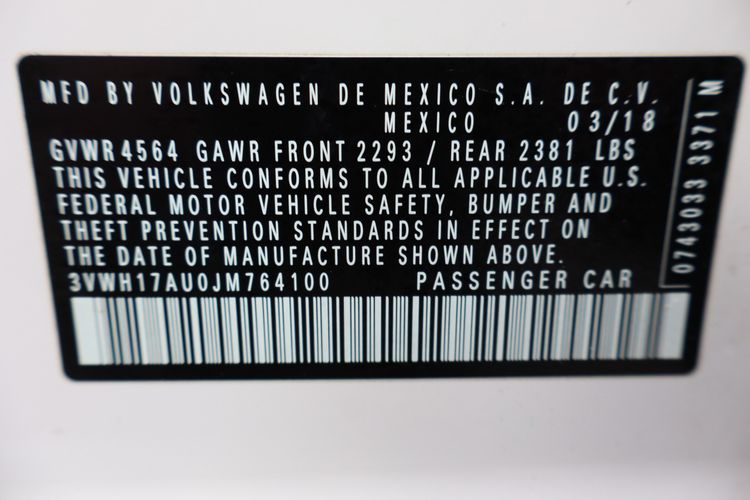 MFD BY VOLKSWAGEN DE MEXICO S.A. DE C.V.
MEXICO 03/18
GVWR 4564 GAWR FRONT 2293 / REAR 2381 LBS
THIS VEHICLE CONFORMS TO ALL APPLICABLE U.S.
FEDERAL MOTOR VEHICLE SAFETY, BUMPER AND
THEFT PREVENTION STANDARDS IN EFFECT ON
THE DATE OF MANUFACTURE SHOWN ABOVE.
3VWH17AU0JM764100 PASSENGER CAR
0743033 3371 M